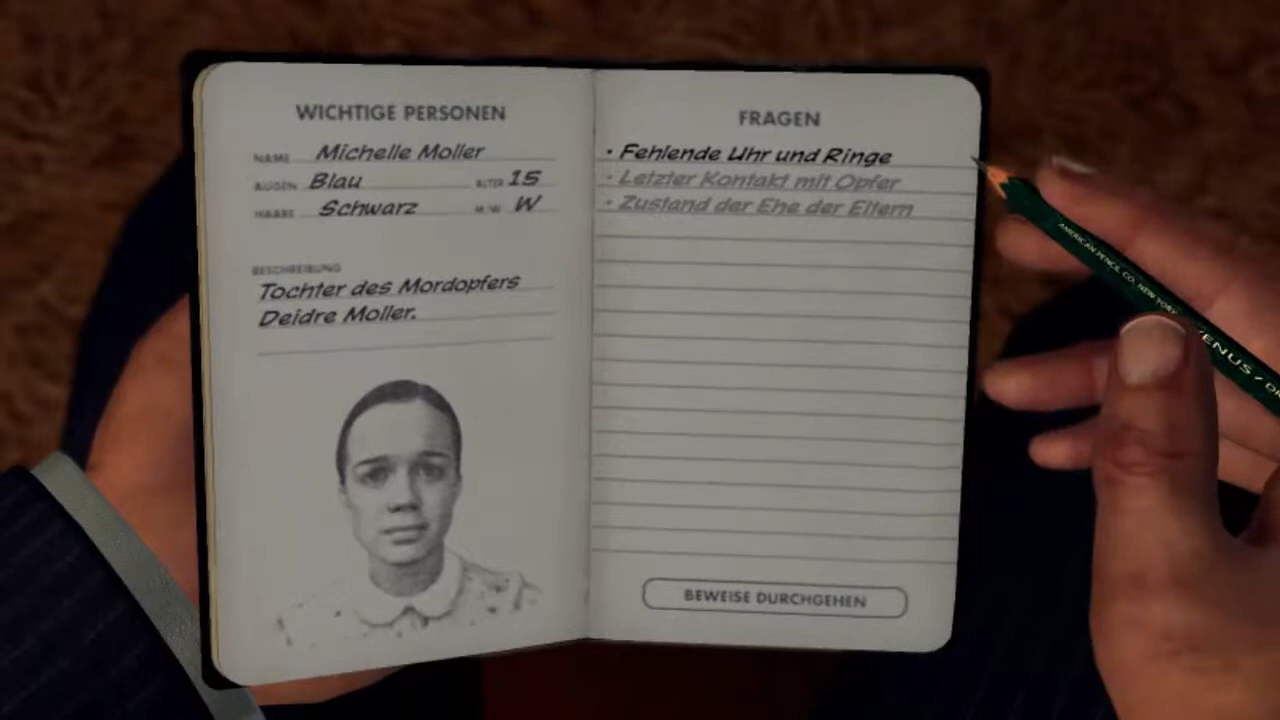 WICHTIGE PERSONEN
NAME Michelle Moller
AUGEN Blau ALTER 15
HAARE Schwarz M/W W
BESCHREIBUNG
Tochter des Mordopfers
Deidre Moller.
FRAGEN
• Fehlende Uhr und Ringe
• Letzter Kontakt mit Opfer
• Zustand der Ehe der Eltern
BEWEISE DURCHGEHEN
AMERICAN PENCIL CO. NEW YORK
VENUS / DR